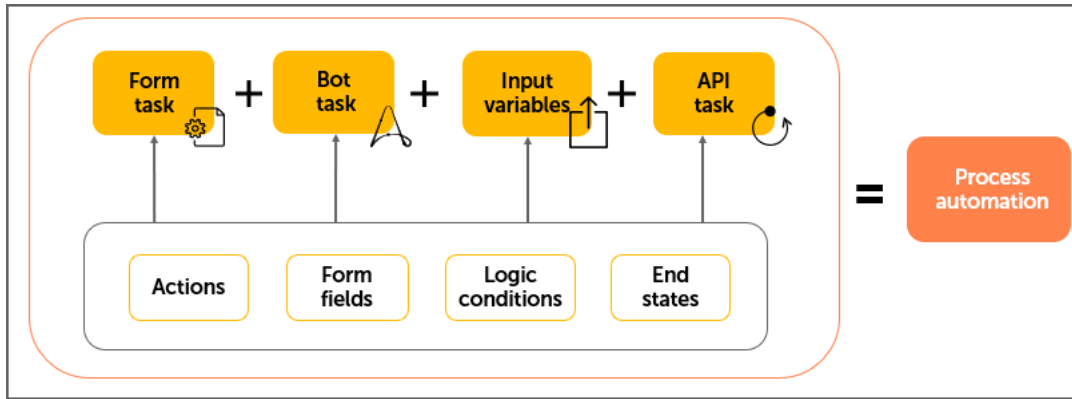 Form
task
+
Bot
task
+
Input
variables
+
API
task
=
Process
automation
Actions
Form
fields
Logic
conditions
End
states